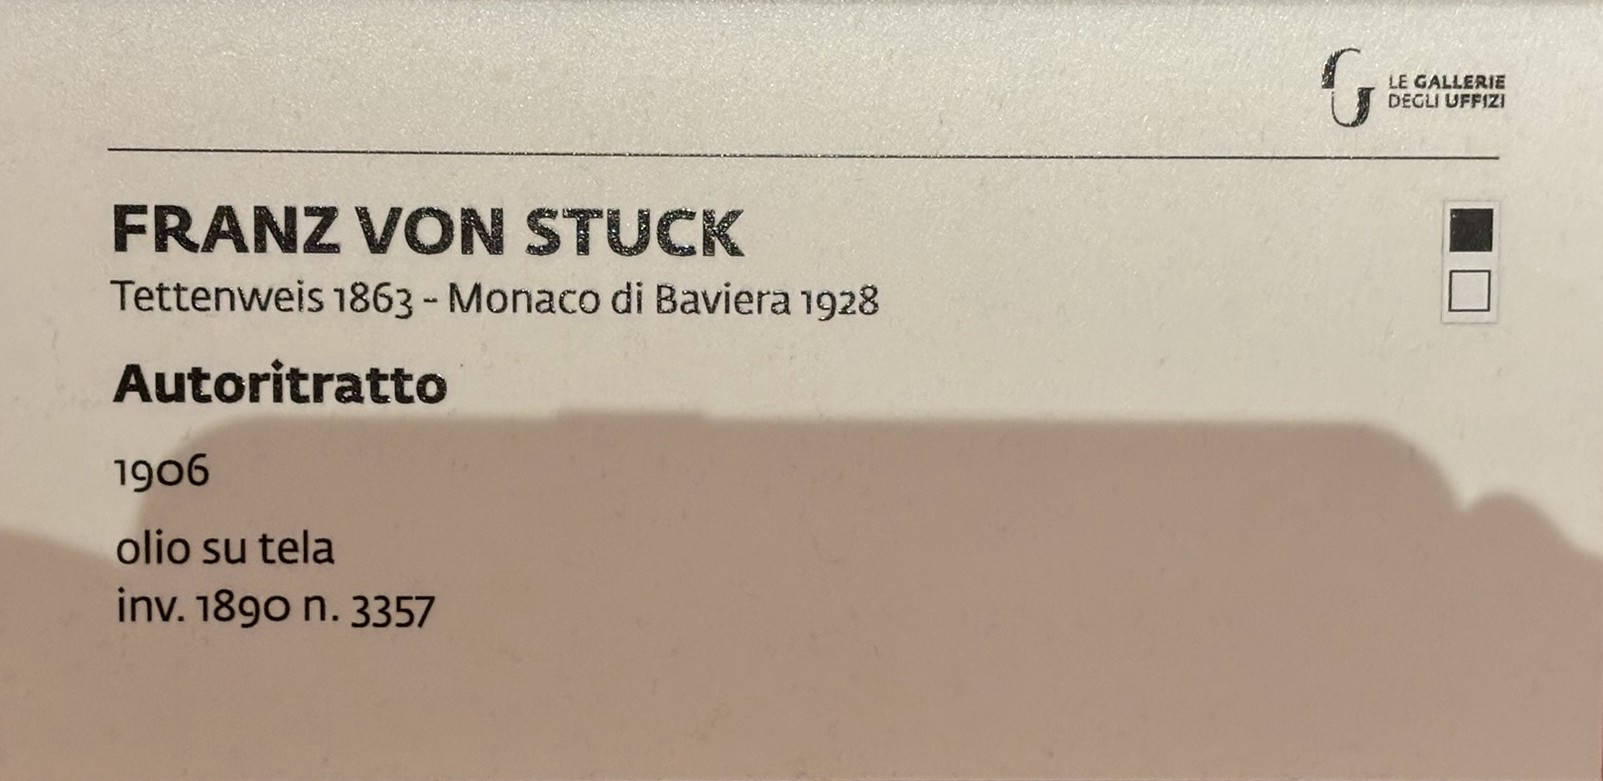 LE GALLERIE
DEGLI UFFIZI
FRANZ VON STUCK
Tettenweis 1863 - Monaco di Baviera 1928
Autoritratto
1906
olio su tela
inv. 1890 n. 3357